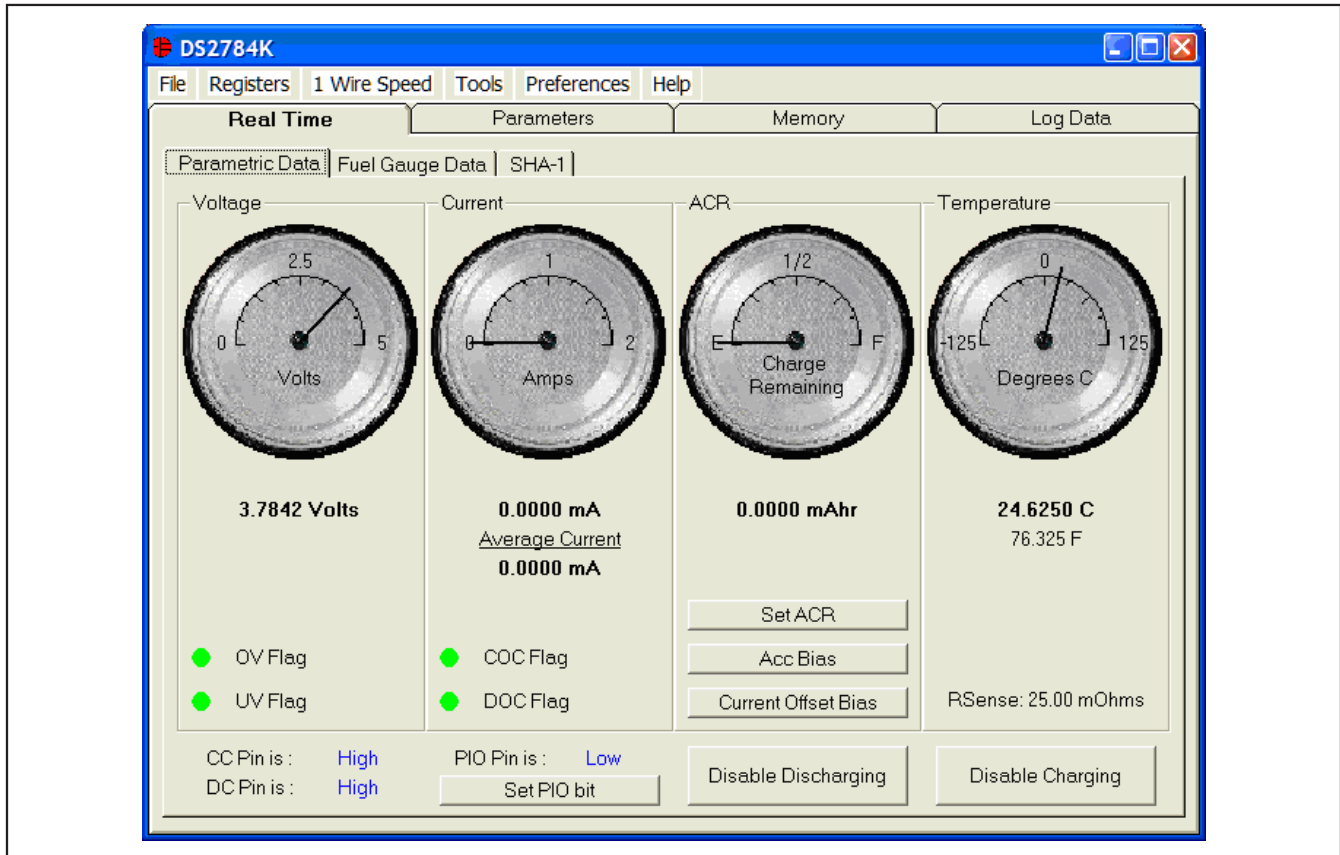 DS2784K
File Registers 1 Wire Speed Tools Preferences Help
Real Time Parameters Memory Log Data
Parametric Data Fuel Gauge Data SHA-1
Voltage
2.5
0 5
Volts
3.7842 Volts
OV Flag
UV Flag
Current
1
0 2
Amps
0.0000 mA
Average Current
0.0000 mA
COC Flag
DOC Flag
ACR
1/2
E F
Charge
Remaining
0.0000 mAhr
Set ACR
Acc Bias
Current Offset Bias
Temperature
0
-125 125
Degrees C
24.6250 C
76.325 F
RSense: 25.00 mOhms
CC Pin is : High
DC Pin is : High
PIO Pin is : Low
Set PIO bit
Disable Discharging
Disable Charging